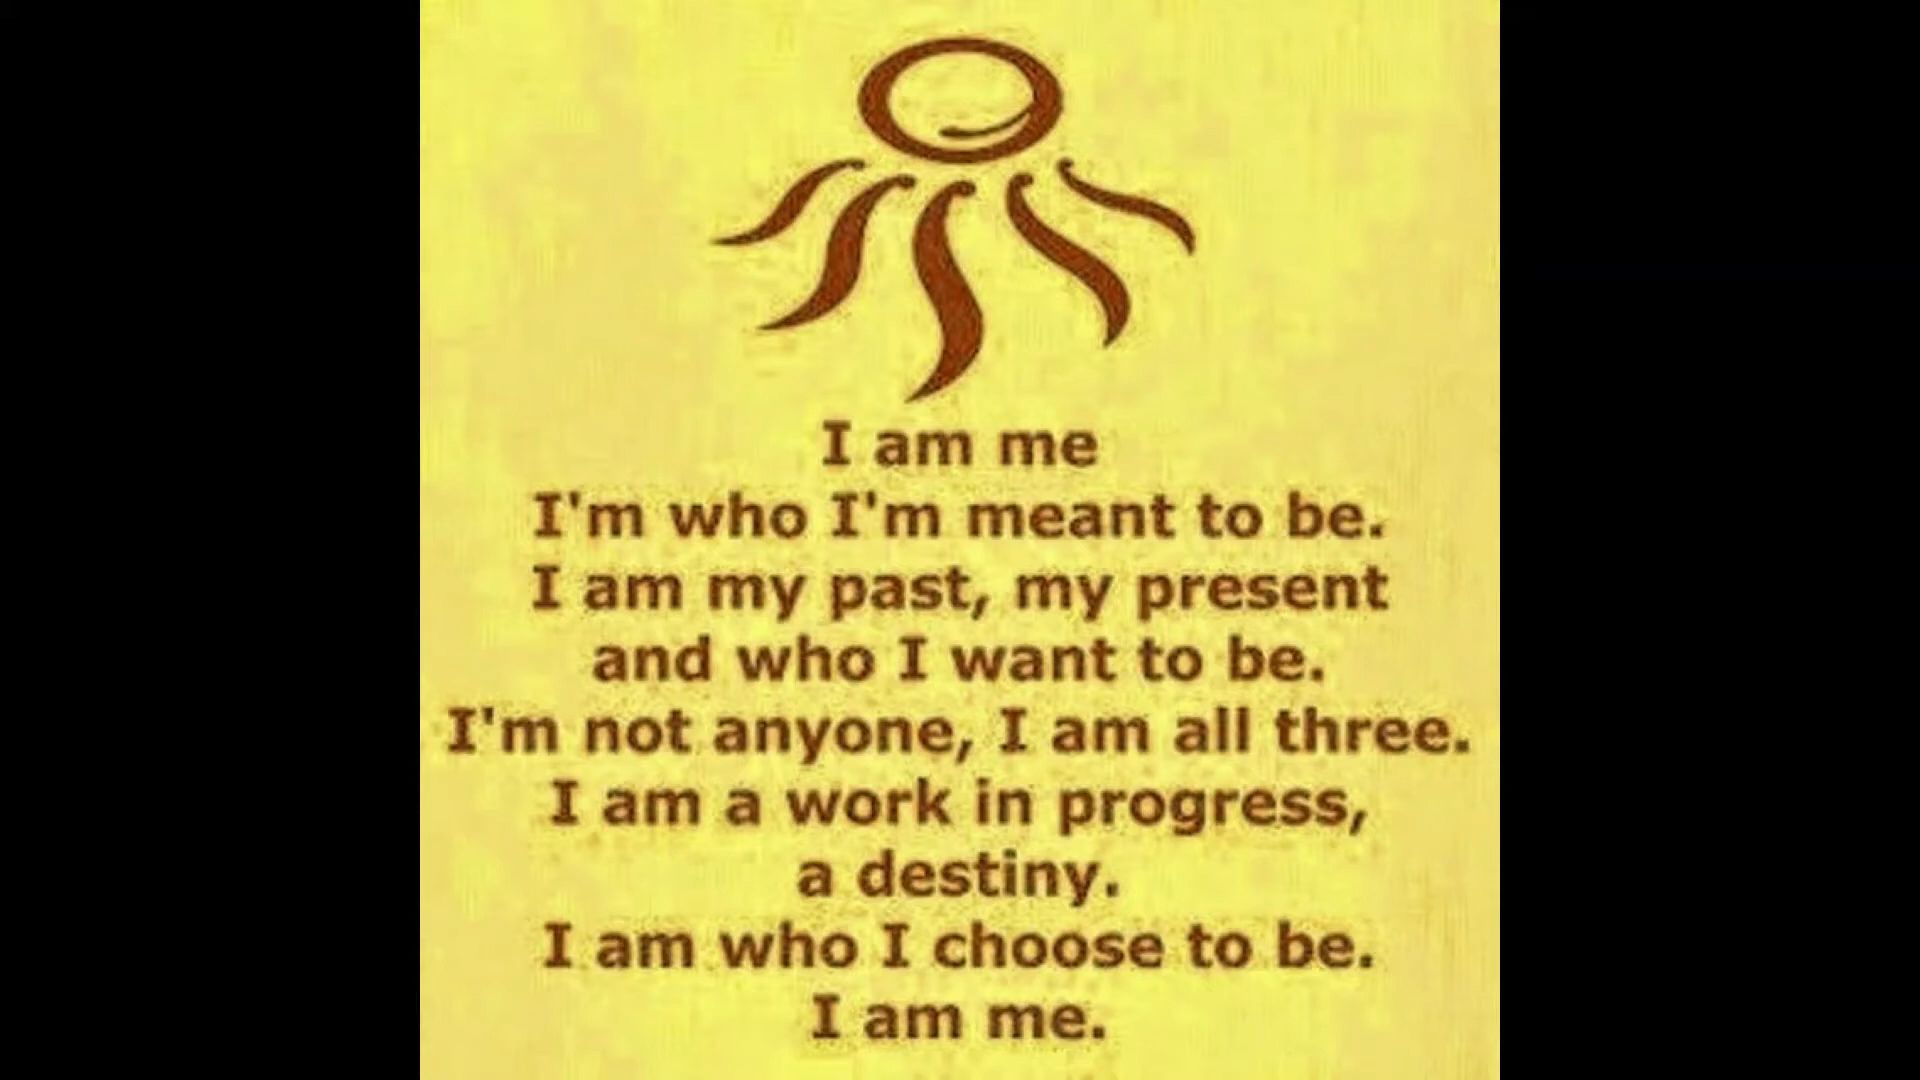 I am me
I'm who I'm meant to be.
I am my past, my present
and who I want to be.
I'm not anyone, I am all three.
I am a work in progress,
a destiny.
I am who I choose to be.
I am me.